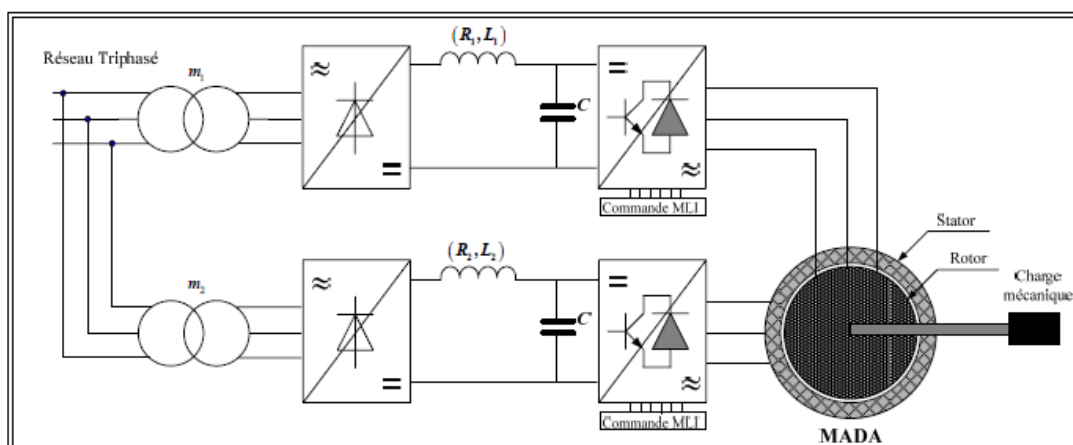 Réseau Triphasé
m₁
≈
=
(R₁, L₁)
C
=
≈
Commande MLI
m₂
≈
=
(R₂, L₂)
C
=
≈
Commande MLI
Stator
Rotor
Charge
mécanique
MADA